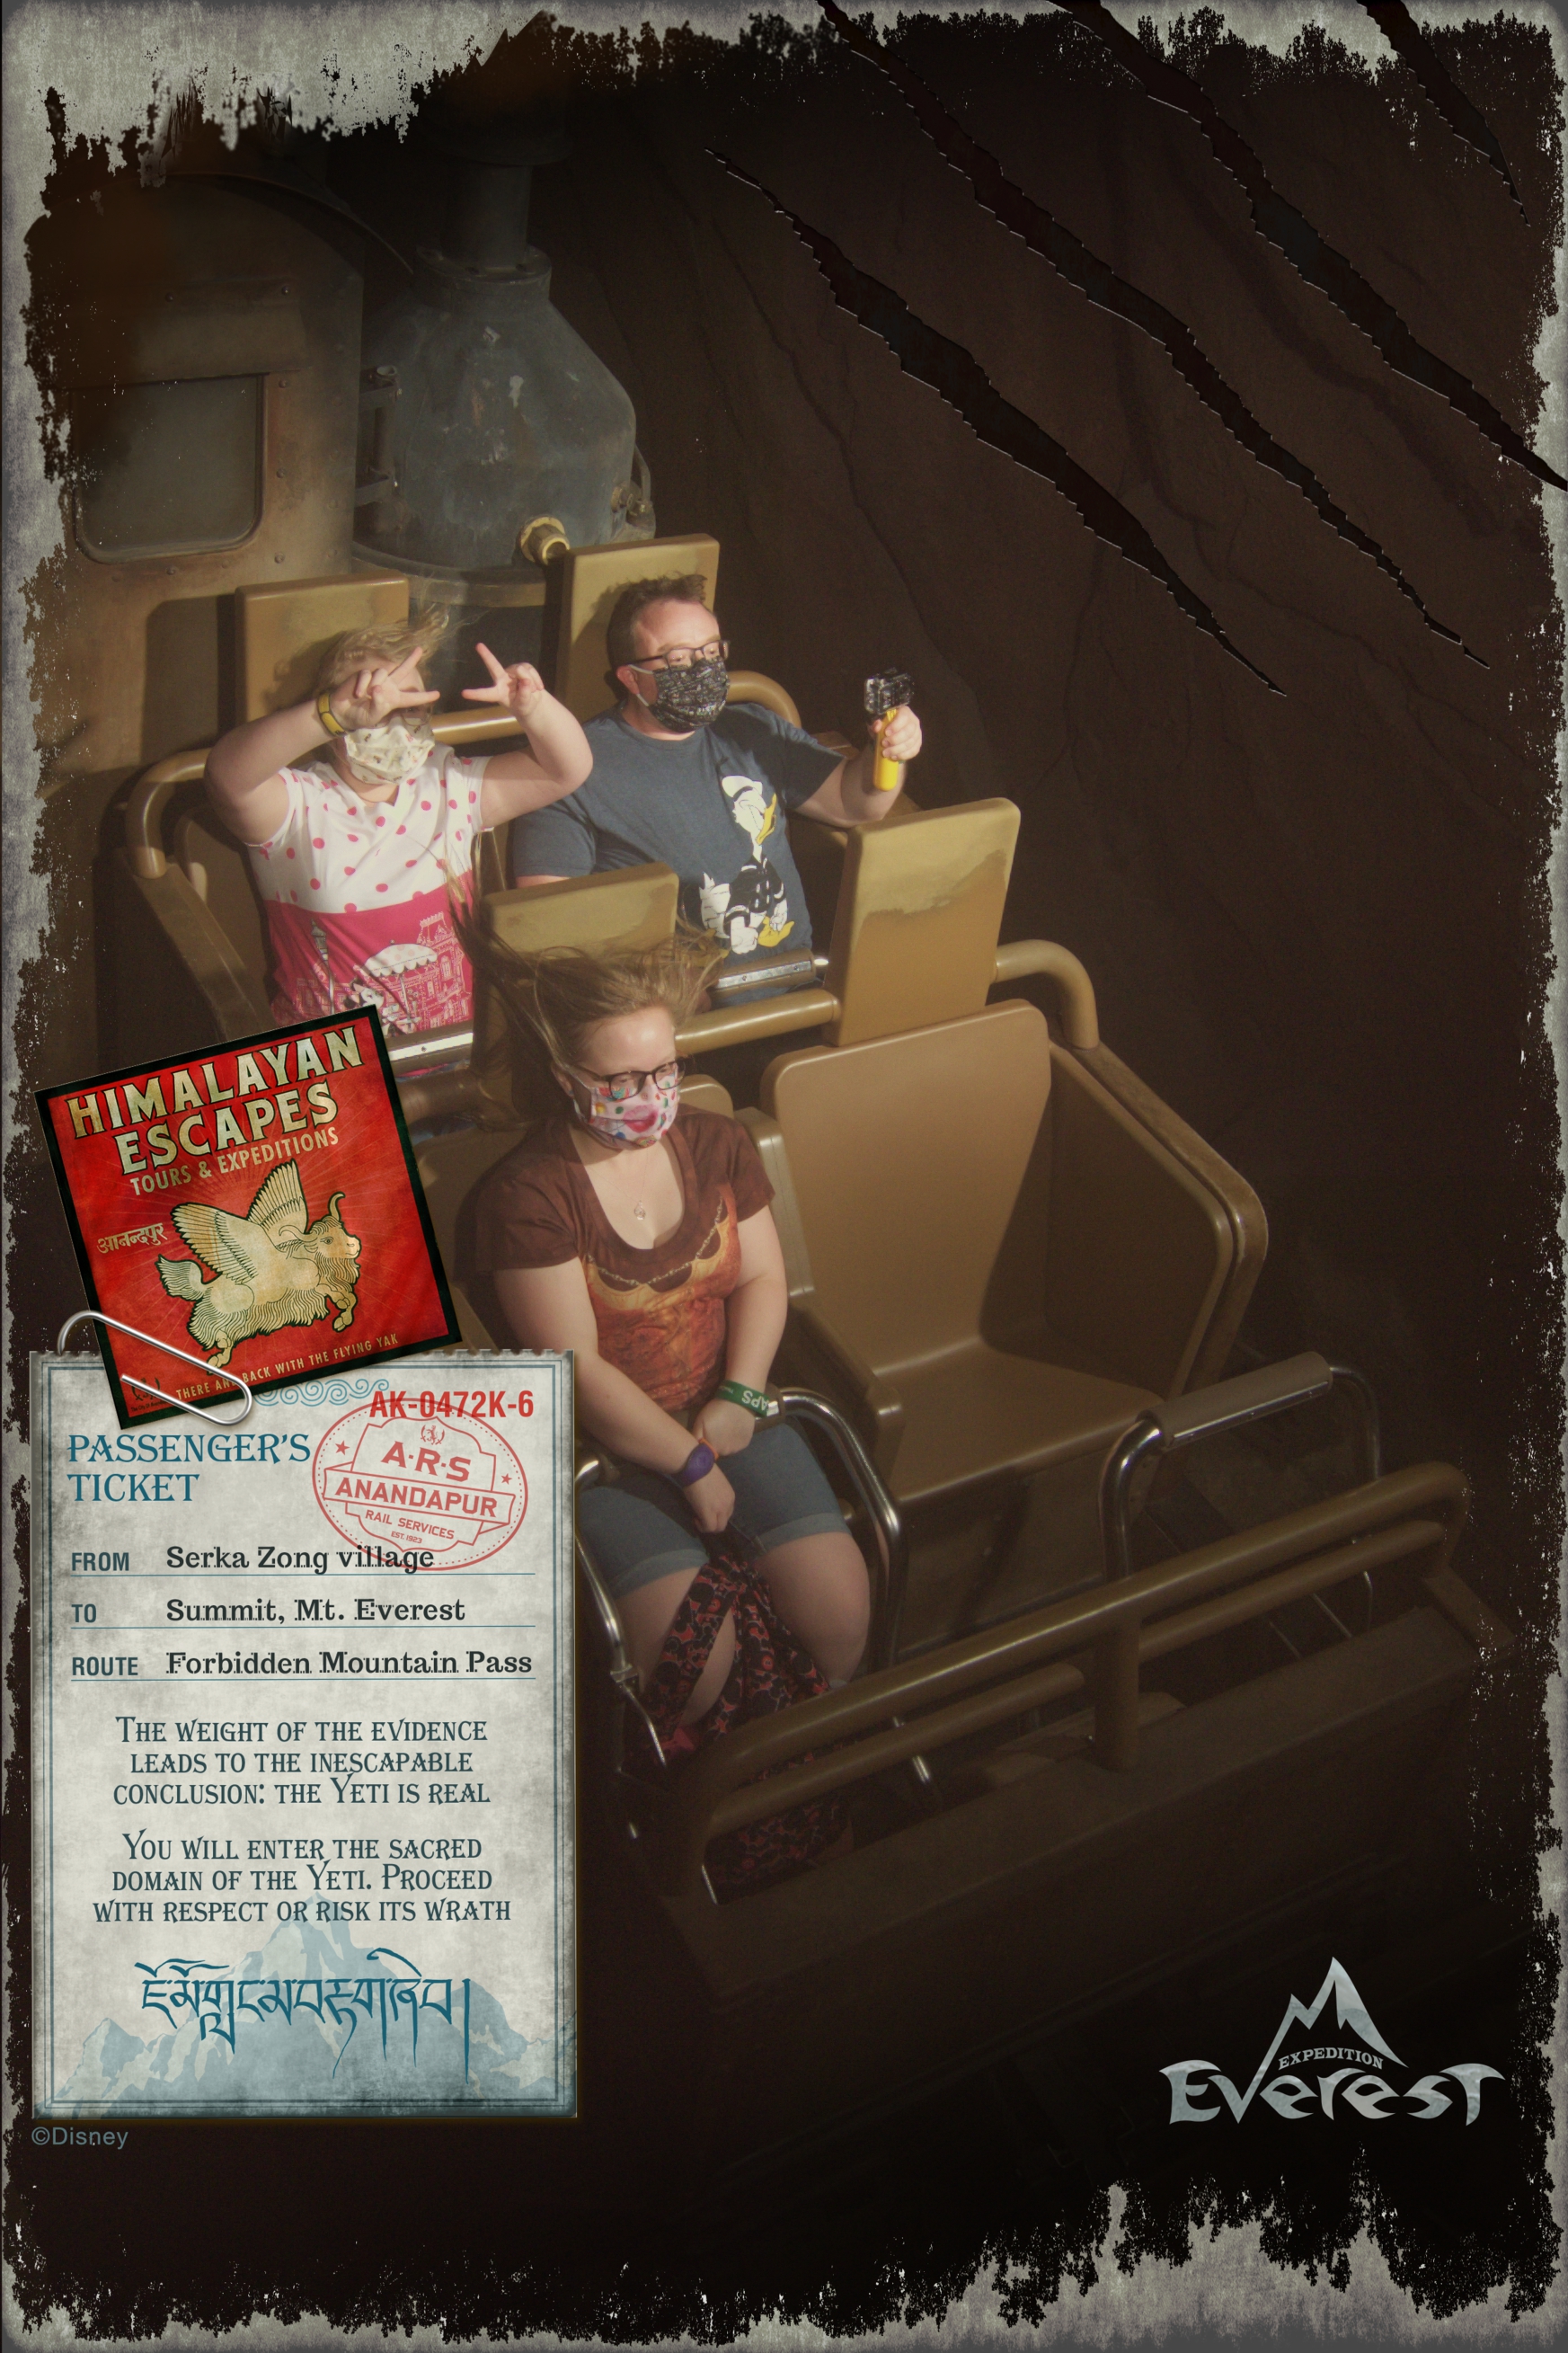 HIMALAYAN
ESCAPES
TOURS & EXPEDITIONS
आनन्दपुर
THERE AND BACK WITH THE FLYING YAK
AK-0472K-6
PASSENGER'S
TICKET
A·R·S
ANANDAPUR
RAIL SERVICES
EST. 1923
FROM Serka Zong village
TO Summit, Mt. Everest
ROUTE Forbidden Mountain Pass
THE WEIGHT OF THE EVIDENCE
LEADS TO THE INESCAPABLE
CONCLUSION: THE YETI IS REAL
YOU WILL ENTER THE SACRED
DOMAIN OF THE YETI. PROCEED
WITH RESPECT OR RISK ITS WRATH
©Disney
EXPEDITION
EVEREST